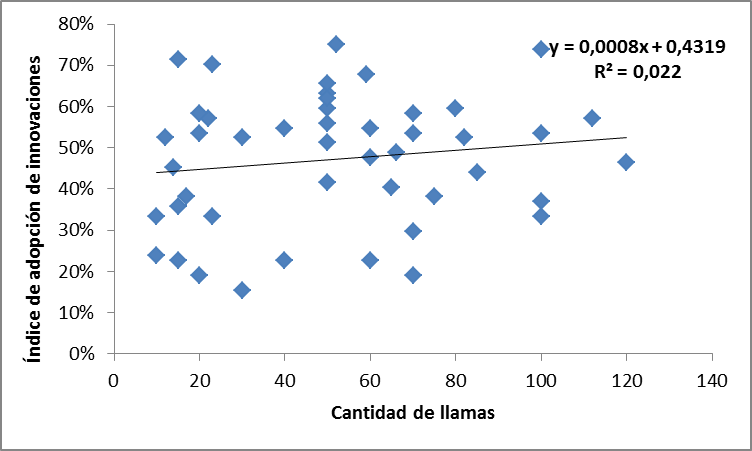 80%
70%
60%
50%
40%
30%
20%
10%
0%
Índice de adopción de innovaciones
y = 0,0008x + 0,4319
R² = 0,022
0 20 40 60 80 100 120 140
Cantidad de llamas